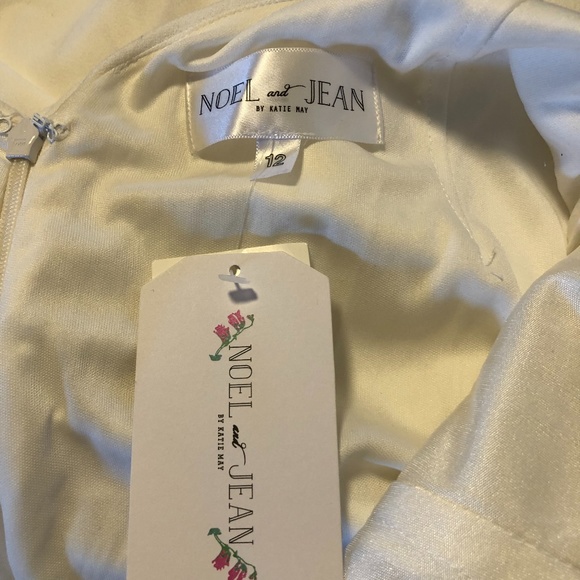 NOEL and JEAN
BY KATIE MAY
12
NOEL and JEAN
BY KATIE MAY